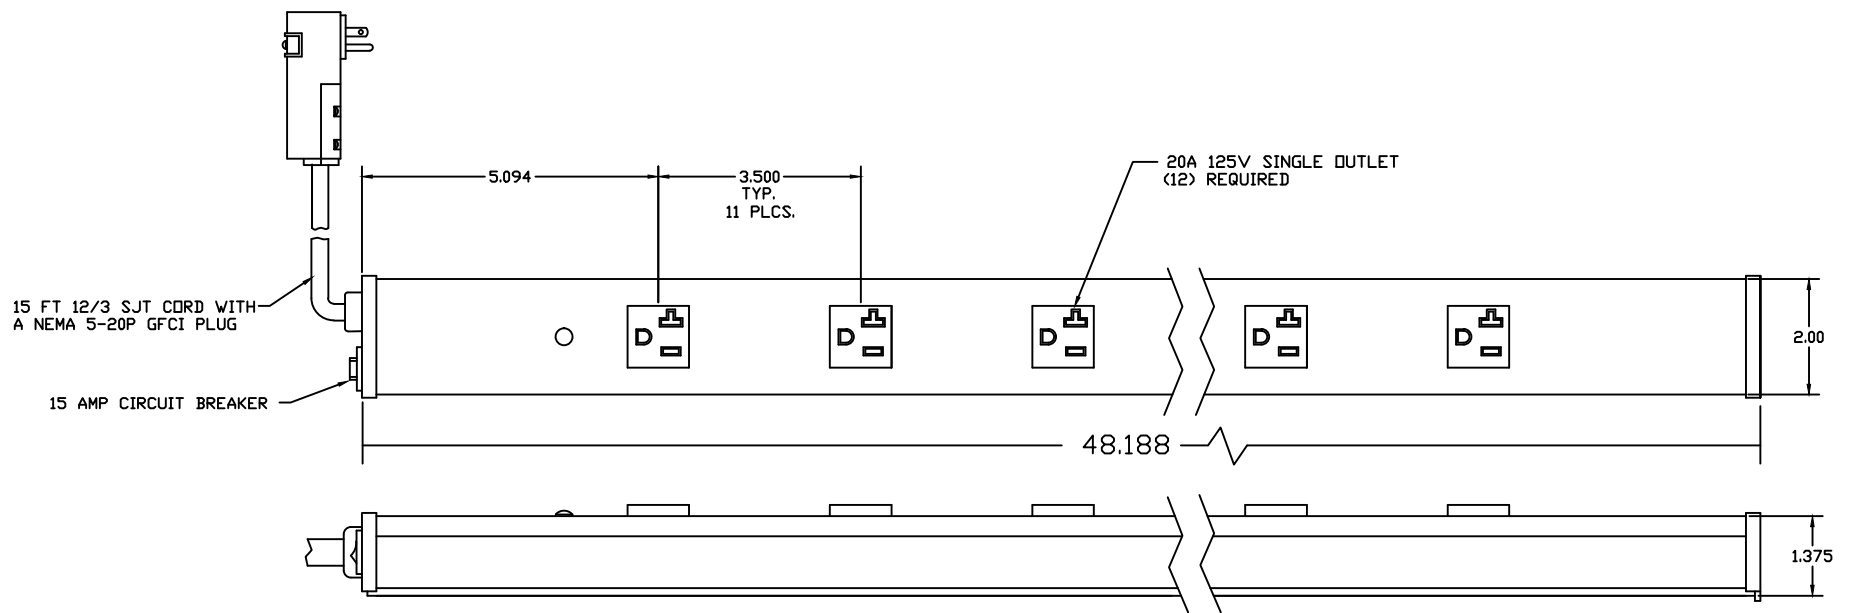 20A 125V SINGLE OUTLET
(12) REQUIRED
5.094
3.500
TYP.
11 PLCS.
15 FT 12/3 SJT CORD WITH
A NEMA 5-20P GFCI PLUG
2.00
15 AMP CIRCUIT BREAKER
48.188
1.375